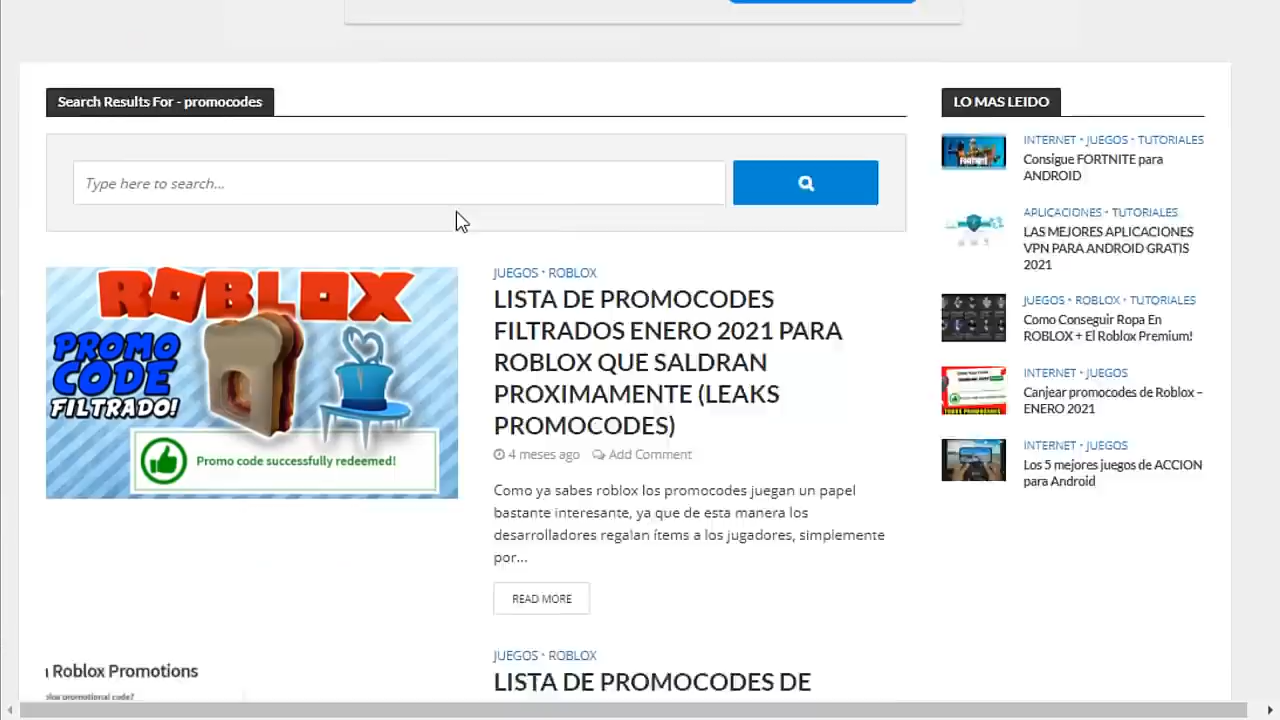 Search Results For - promocodes
Type here to search...
ROBLOX
PROMO
CODE
FILTRADO!
Promo code successfully redeemed!
JUEGOS • ROBLOX
LISTA DE PROMOCODES
FILTRADOS ENERO 2021 PARA
ROBLOX QUE SALDRAN
PROXIMAMENTE (LEAKS
PROMOCODES)
4 meses ago Add Comment
Como ya sabes roblox los promocodes juegan un papel
bastante interesante, ya que de esta manera los
desarrolladores regalan ítems a los jugadores, simplemente
por...
READ MORE
Roblox Promotions
promotional code?
JUEGOS • ROBLOX
LISTA DE PROMOCODES DE
LO MAS LEIDO
INTERNET • JUEGOS • TUTORIALES
Consigue FORTNITE para
ANDROID
APLICACIONES • TUTORIALES
LAS MEJORES APLICACIONES
VPN PARA ANDROID GRATIS
2021
JUEGOS • ROBLOX • TUTORIALES
Como Conseguir Ropa En
ROBLOX + El Roblox Premium!
INTERNET • JUEGOS
Canjear promocodes de Roblox –
ENERO 2021
INTERNET • JUEGOS
Los 5 mejores juegos de ACCION
para Android